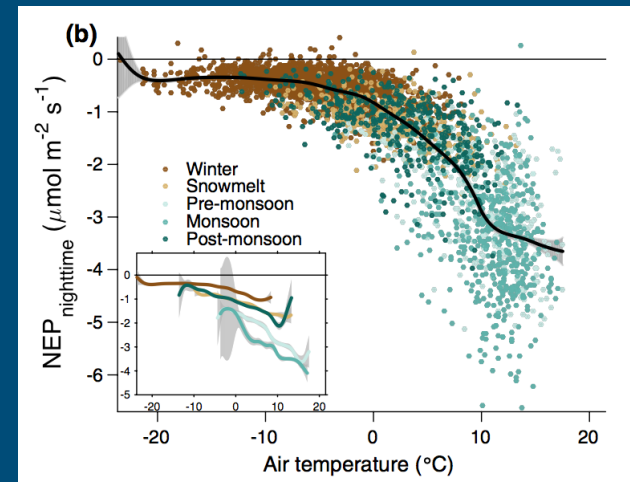 (b)
0
-1
-2
-3
-4
-5
-6
NEP nighttime (μmol m-2 s-1)
Winter
Snowmelt
Pre-monsoon
Monsoon
Post-monsoon
0
-1
-2
-3
-4
-5
-20 -10 0 10 20
-20 -10 0 10 20
Air temperature (°C)